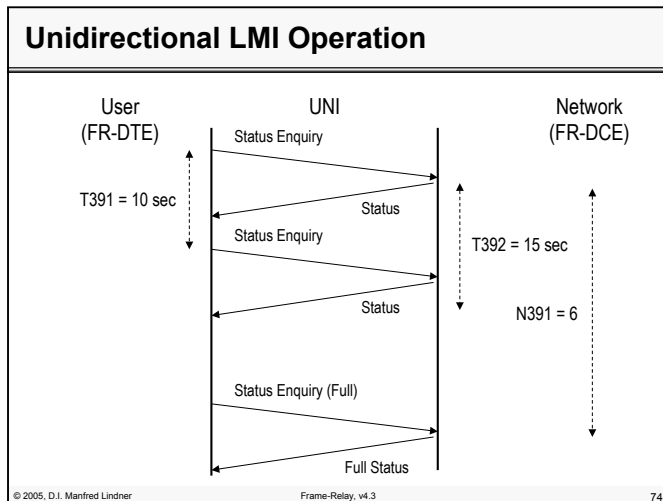 Unidirectional LMI Operation
User
(FR-DTE)
UNI
Network
(FR-DCE)
Status Enquiry
T391 = 10 sec
Status
Status Enquiry
T392 = 15 sec
Status
N391 = 6
Status Enquiry (Full)
Full Status
© 2005, D.I. Manfred Lindner
Frame-Relay, v4.3
74